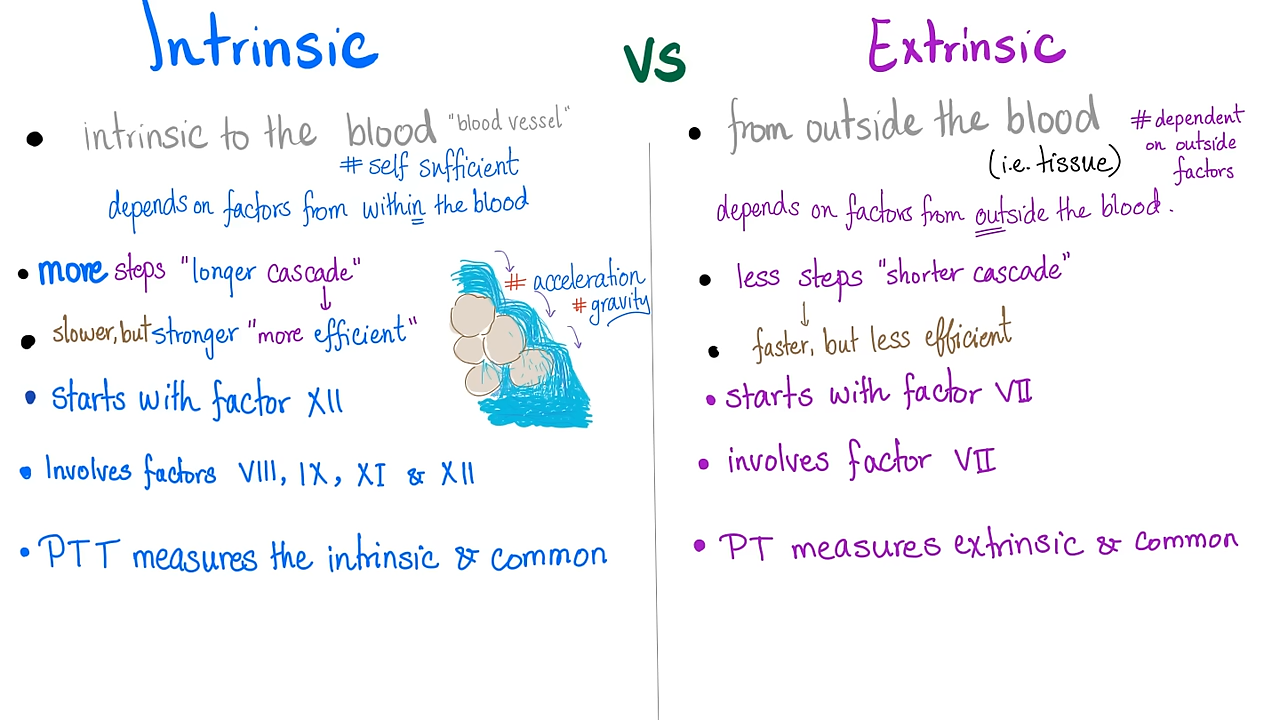 Intrinsic
vs
Extrinsic
• intrinsic to the blood "blood vessel"
# self sufficient
depends on factors from within the blood
• more steps "longer cascade"
↓
• slower, but stronger "more efficient"
# acceleration
# gravity
• starts with factor XII
• Involves factors VIII, IX, XI & XII
• PTT measures the intrinsic & common
• from outside the blood
(i.e. tissue)
# dependent
on outside
factors
depends on factors from outside the blood.
• less steps "shorter cascade"
↓
• faster, but less efficient
• starts with factor VII
• involves factor VII
• PT measures extrinsic & common